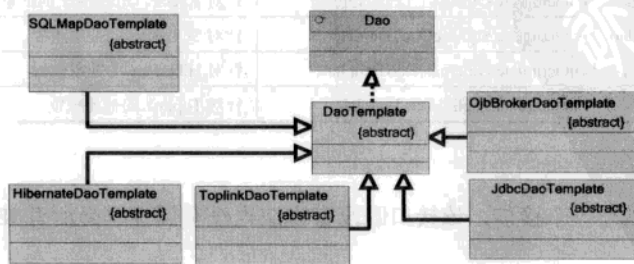 SQLMapDaoTemplate
{abstract}
Dao
DaoTemplate
{abstract}
OjbBrokerDaoTemplate
{abstract}
HibernateDaoTemplate
{abstract}
ToplinkDaoTemplate
{abstract}
JdbcDaoTemplate
{abstract}